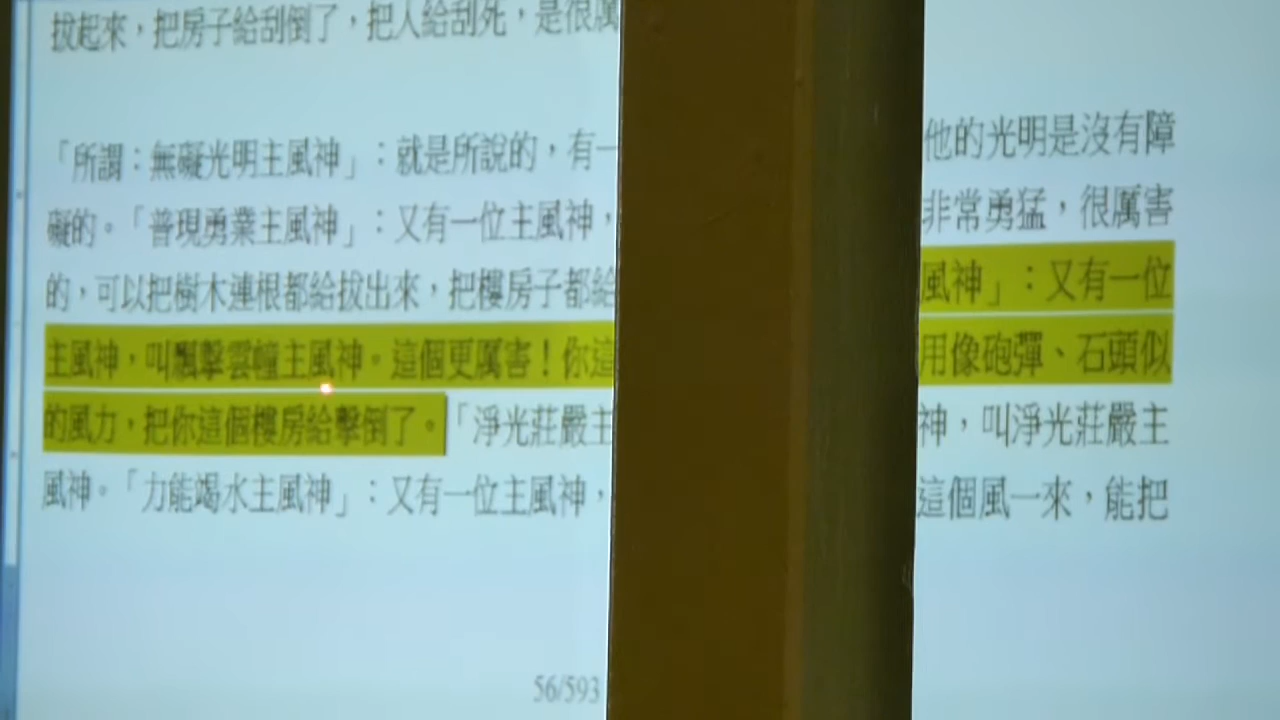 拔起來，把房子給刮倒了，把人給刮死，是很厲
「所謂：無礙光明主風神」：就是所說的，有一 他的光明是沒有障
礙的。「普現勇業主風神」：又有一位主風神， 非常勇猛，很厲害
的，可以把樹木連根都給拔出來，把樓房子都給 風神」：又有一位
主風神，叫飄擊雲幢主風神。這個更厲害！你這 用像砲彈、石頭似
的風力，把你這個樓房給擊倒了。「淨光莊嚴主 神，叫淨光莊嚴主
風神。「力能竭水主風神」：又有一位主風神， 這個風一來，能把
56/593